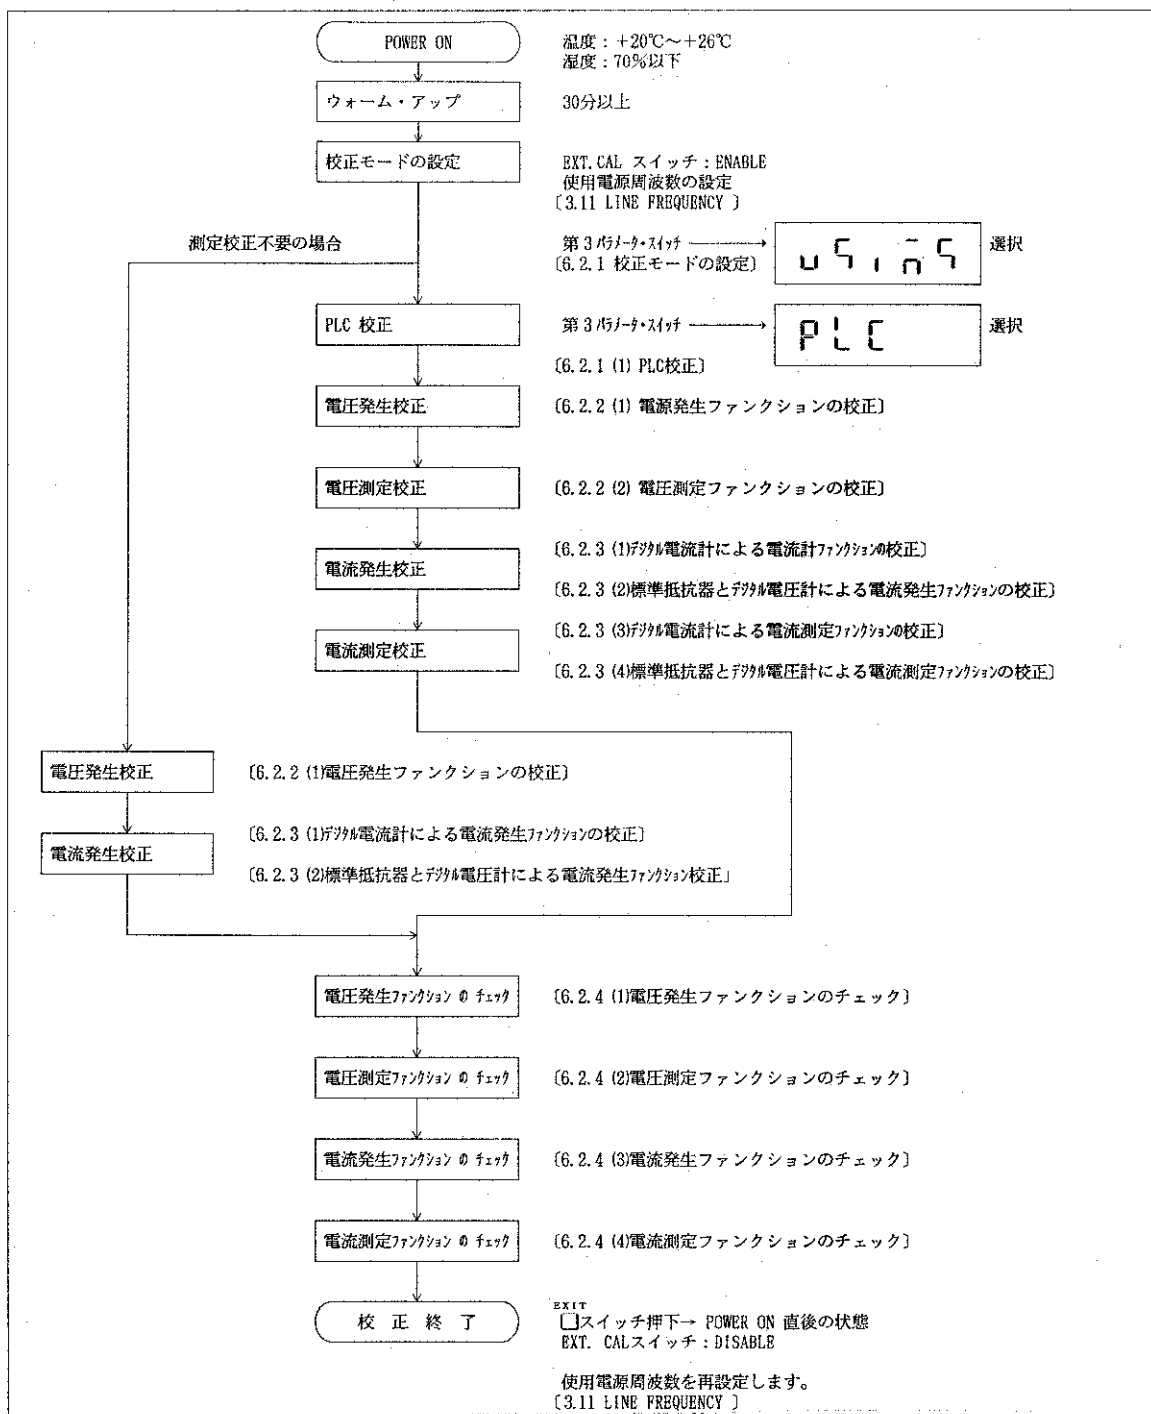 POWER ON
温度：+20℃～+26℃
湿度：70%以下
ウォーム・アップ
30分以上
校正モードの設定
EXT.CAL スイッチ：ENABLE
使用電源周波数の設定
〔3.11 LINE FREQUENCY 〕
測定校正不要の場合
第3パラメータ・スイッチ
選択
〔6.2.1 校正モードの設定〕
PLC 校正
第3パラメータ・スイッチ
PLC
選択
〔6.2.1 (1) PLC校正〕
電圧発生校正
〔6.2.2 (1) 電源発生ファンクションの校正〕
電圧測定校正
〔6.2.2 (2) 電圧測定ファンクションの校正〕
電流発生校正
〔6.2.3 (1)デジタル電流計による電流計ファンクションの校正〕
〔6.2.3 (2)標準抵抗器とデジタル電圧計による電流発生ファンクションの校正〕
電流測定校正
〔6.2.3 (3)デジタル電流計による電流測定ファンクションの校正〕
〔6.2.3 (4)標準抵抗器とデジタル電圧計による電流測定ファンクションの校正〕
電圧発生校正
〔6.2.2 (1)電圧発生ファンクションの校正〕
電流発生校正
〔6.2.3 (1)デジタル電流計による電流発生ファンクションの校正〕
〔6.2.3 (2)標準抵抗器とデジタル電圧計による電流発生ファンクション校正」
電圧発生ファンクション の チェック
〔6.2.4 (1)電圧発生ファンクションのチェック〕
電圧測定ファンクション の チェック
〔6.2.4 (2)電圧測定ファンクションのチェック〕
電流発生ファンクション の チェック
〔6.2.4 (3)電流発生ファンクションのチェック〕
電流測定ファンクション の チェック
〔6.2.4 (4)電流測定ファンクションのチェック〕
校 正 終 了
EXIT
□スイッチ押下→ POWER ON 直後の状態
EXT. CALスイッチ：DISABLE
使用電源周波数を再設定します。
〔3.11 LINE FREQUENCY 〕